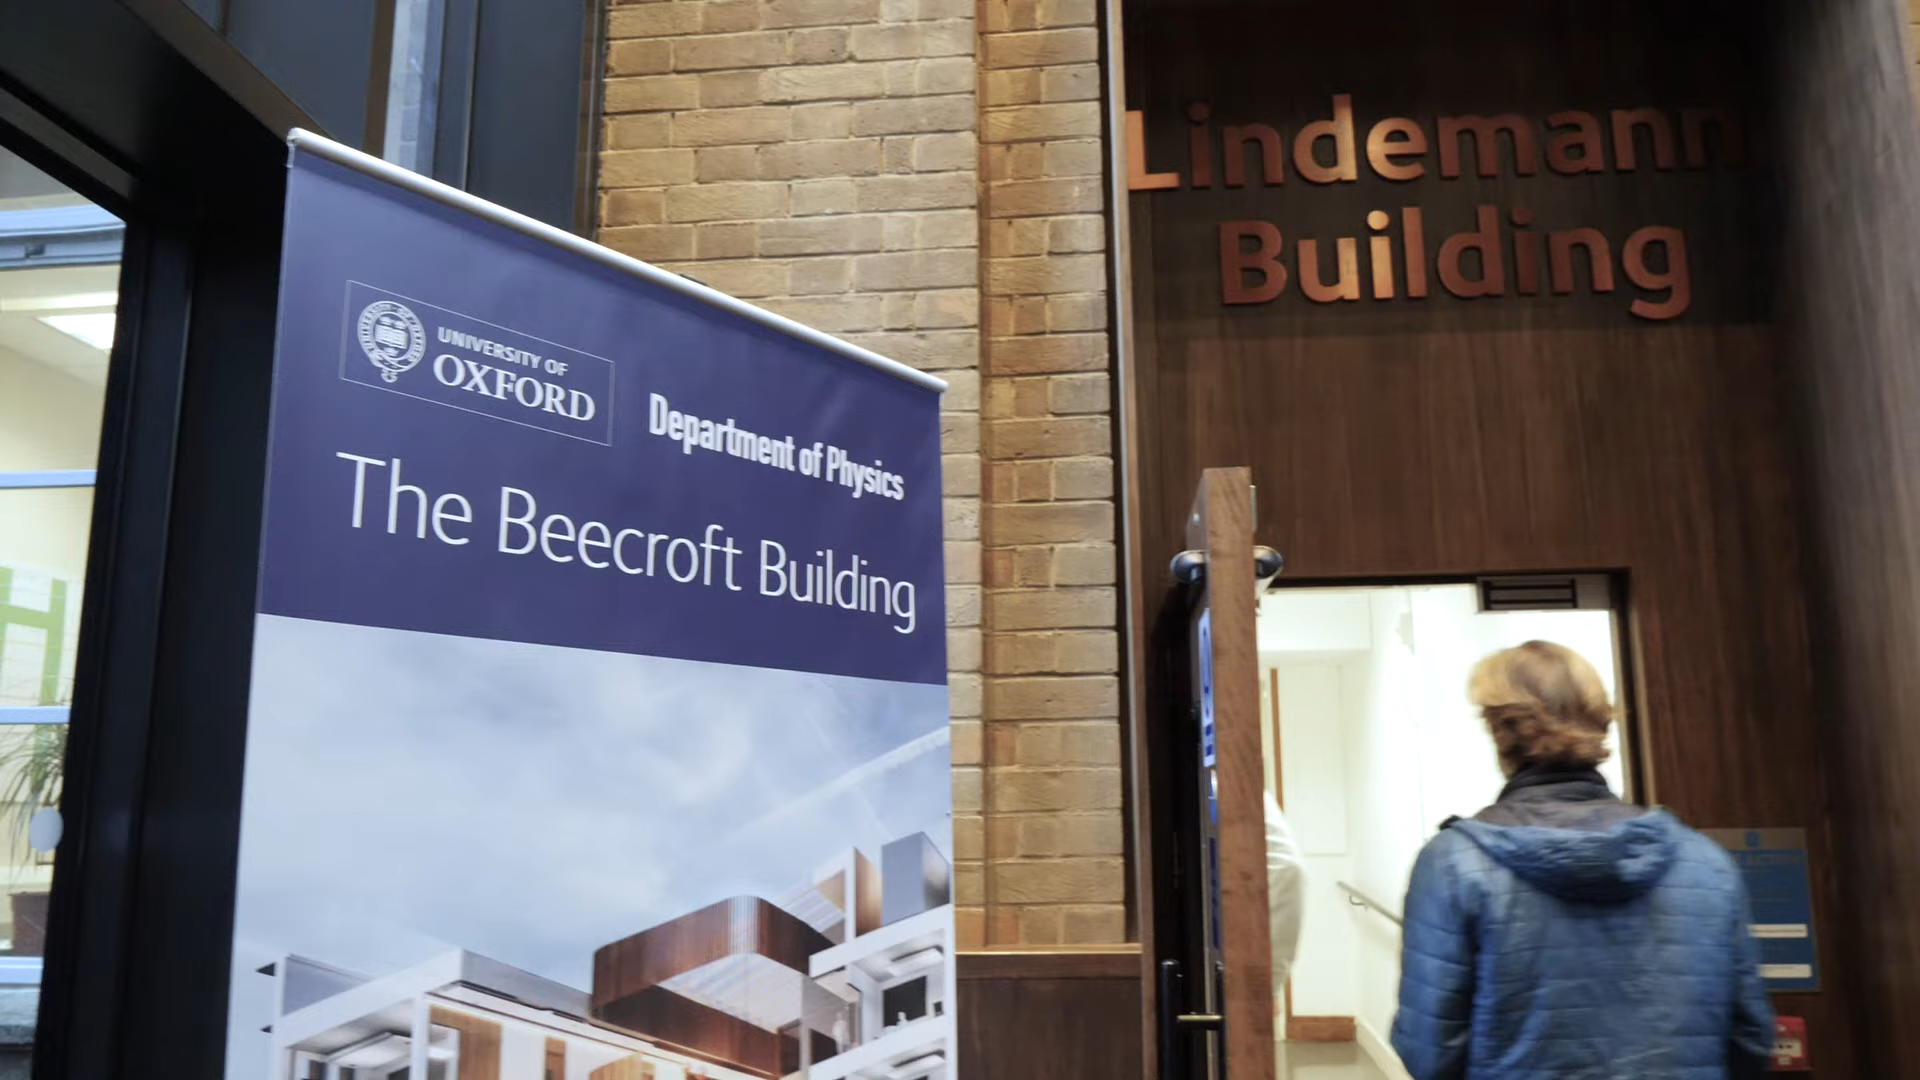 UNIVERSITY OF
OXFORD
Department of Physics
The Beecroft Building
Lindemann
Building